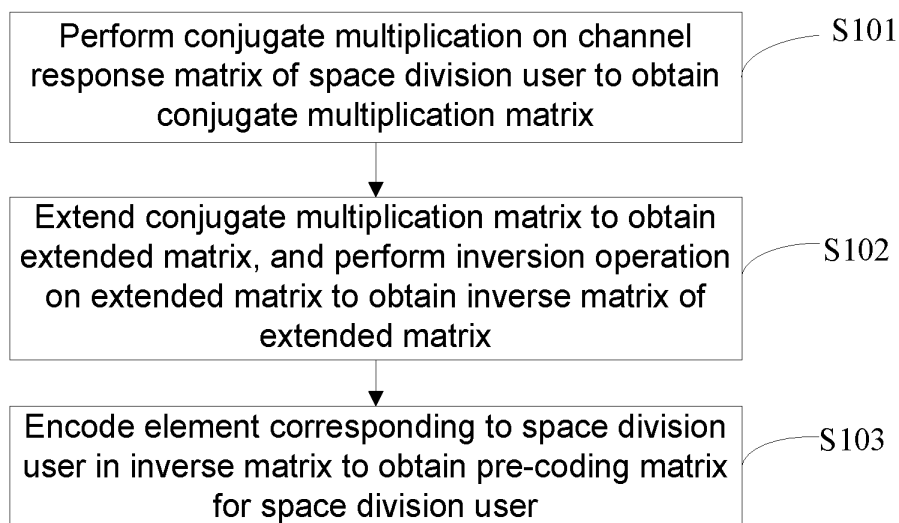 Perform conjugate multiplication on channel
response matrix of space division user to obtain
conjugate multiplication matrix
S101
Extend conjugate multiplication matrix to obtain
extended matrix, and perform inversion operation
on extended matrix to obtain inverse matrix of
extended matrix
S102
Encode element corresponding to space division
user in inverse matrix to obtain pre-coding matrix
for space division user
S103